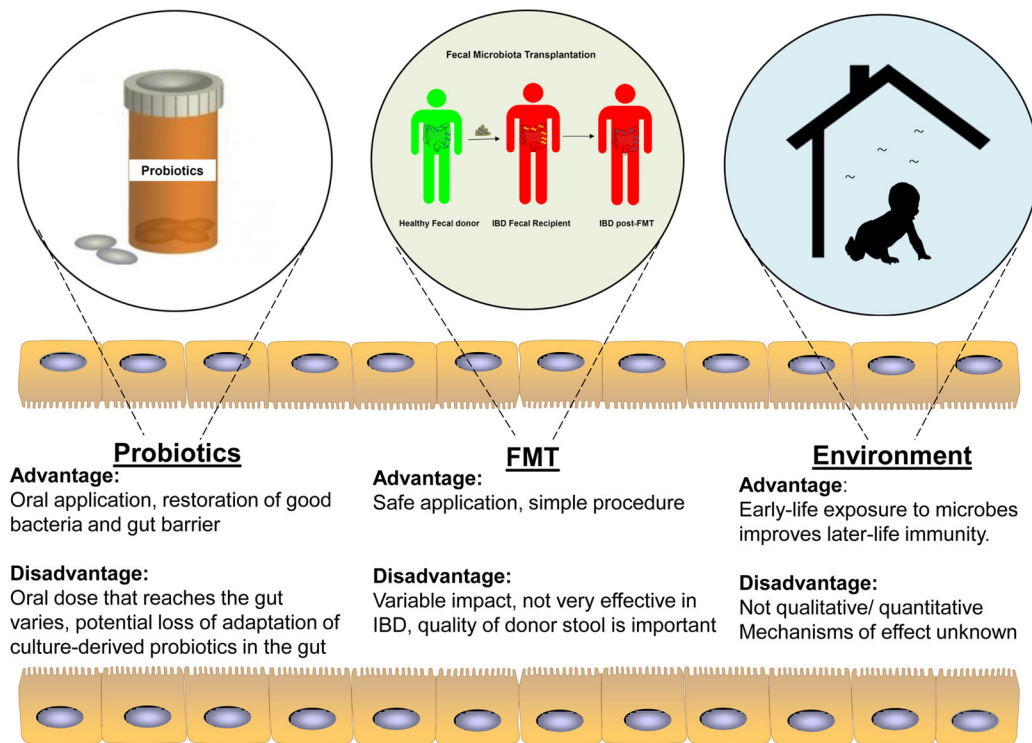 Probiotics
Fecal Microbiota Transplantation
Healthy Fecal donor
IBD Fecal Recipient
IBD post-FMT
Probiotics
Advantage:
Oral application, restoration of good
bacteria and gut barrier
Disadvantage:
Oral dose that reaches the gut
varies, potential loss of adaptation of
culture-derived probiotics in the gut
FMT
Advantage:
Safe application, simple procedure
Disadvantage:
Variable impact, not very effective in
IBD, quality of donor stool is important
Environment
Advantage:
Early-life exposure to microbes
improves later-life immunity.
Disadvantage:
Not qualitative/ quantitative
Mechanisms of effect unknown